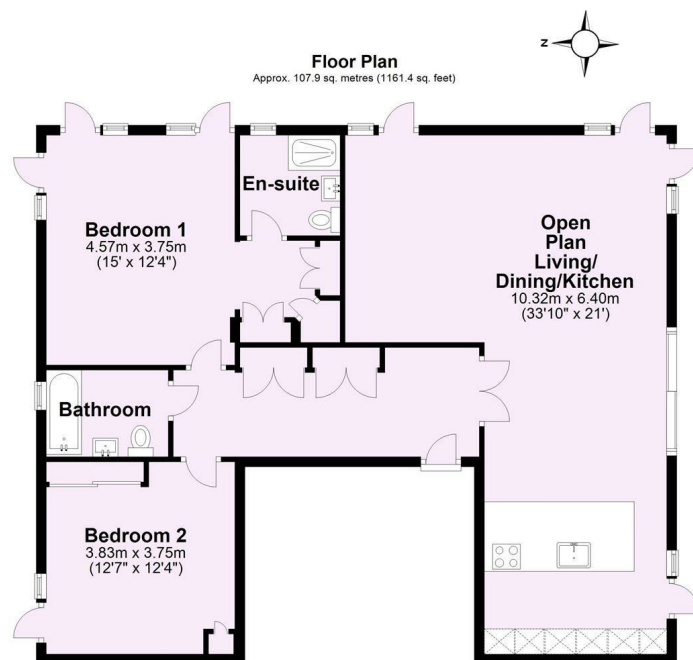 Floor Plan
Approx. 107.9 sq. metres (1161.4 sq. feet)
Z
En-suite
Bedroom 1
4.57m x 3.75m
(15' x 12'4")
Open
Plan
Living/
Dining/Kitchen
10.32m x 6.40m
(33'10" x 21')
Bathroom
Bedroom 2
3.83m x 3.75m
(12'7" x 12'4")